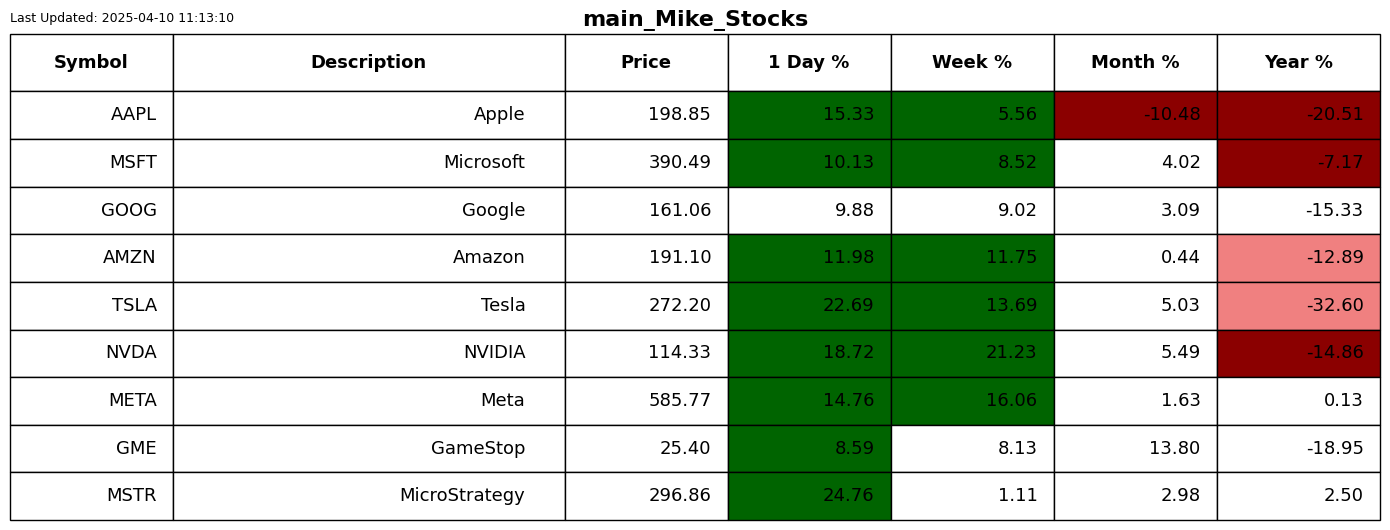 Last Updated: 2025-04-10 11:13:10
main_Mike_Stocks
Symbol Description Price 1 Day % Week % Month % Year %
AAPL Apple 198.85 15.33 5.56 -10.48 -20.51
MSFT Microsoft 390.49 10.13 8.52 4.02 -7.17
GOOG Google 161.06 9.88 9.02 3.09 -15.33
AMZN Amazon 191.10 11.98 11.75 0.44 -12.89
TSLA Tesla 272.20 22.69 13.69 5.03 -32.60
NVDA NVIDIA 114.33 18.72 21.23 5.49 -14.86
META Meta 585.77 14.76 16.06 1.63 0.13
GME GameStop 25.40 8.59 8.13 13.80 -18.95
MSTR MicroStrategy 296.86 24.76 1.11 2.98 2.50